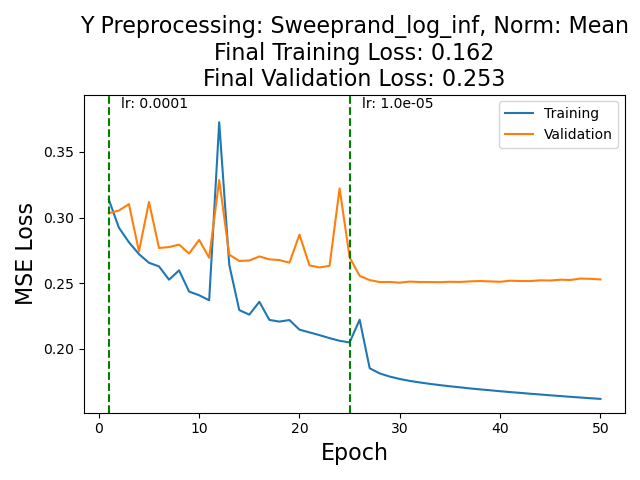 Y Preprocessing: Sweeprand_log_inf, Norm: Mean
Final Training Loss: 0.162
Final Validation Loss: 0.253
lr: 0.0001
lr: 1.0e-05
Training
Validation
0.35
0.30
0.25
0.20
MSE Loss
0
10
20
30
40
50
Epoch